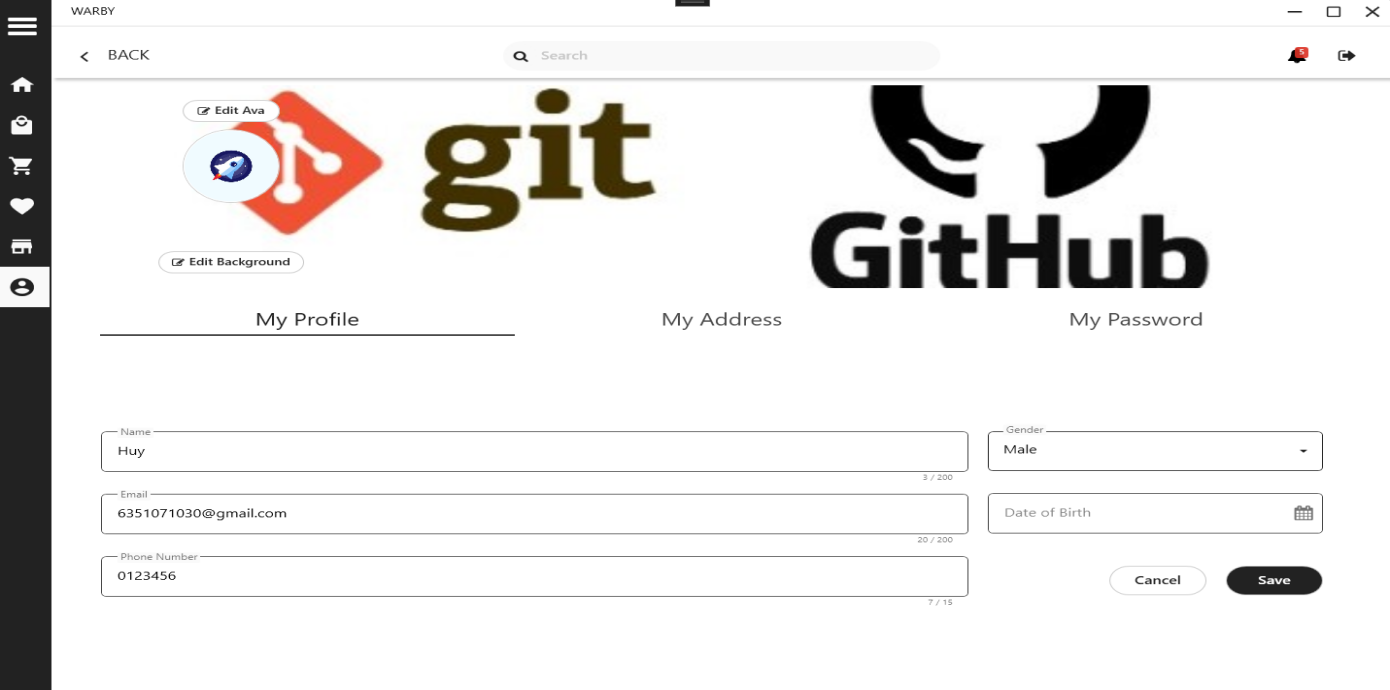 WARBY
BACK
Search
5
Edit Ava
git
GitHub
Edit Background
My Profile
My Address
My Password
Name
Huy
3 / 200
Gender
Male
Email
6351071030@gmail.com
20 / 200
Date of Birth
Phone Number
0123456
7 / 15
Cancel
Save